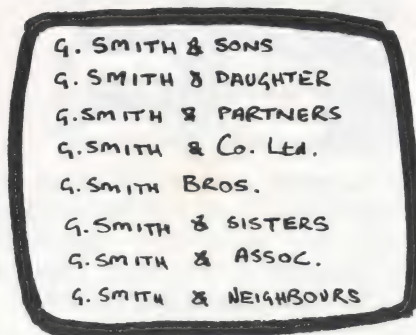 G. SMITH & SONS
G. SMITH & DAUGHTER
G. SMITH & PARTNERS
G. SMITH & Co. Ltd.
G. SMITH BROS.
G. SMITH & SISTERS
G. SMITH & ASSOC.
G. SMITH & NEIGHBOURS